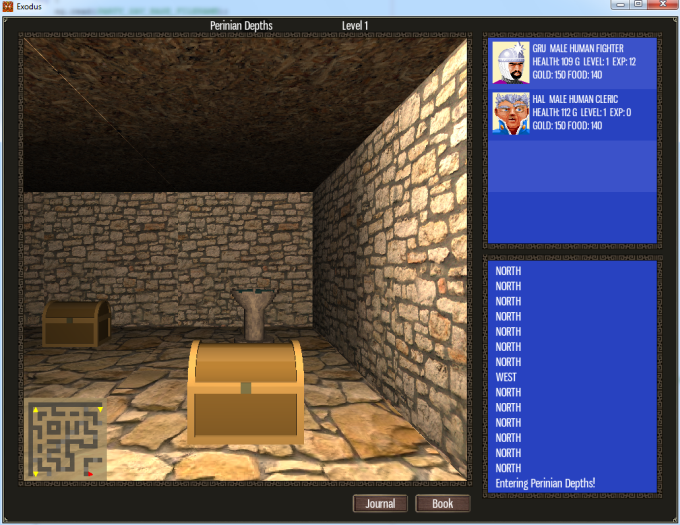 Exodus
Perinian Depths Level 1
GRU MALE HUMAN FIGHTER
HEALTH: 109 G LEVEL: 1 EXP: 12
GOLD: 150 FOOD: 140
HAL MALE HUMAN CLERIC
HEALTH: 112 G LEVEL: 1 EXP: 0
GOLD: 150 FOOD: 140
NORTH
NORTH
NORTH
NORTH
NORTH
NORTH
NORTH
WEST
NORTH
NORTH
NORTH
NORTH
NORTH
NORTH
Entering Perinian Depths!
Journal Book